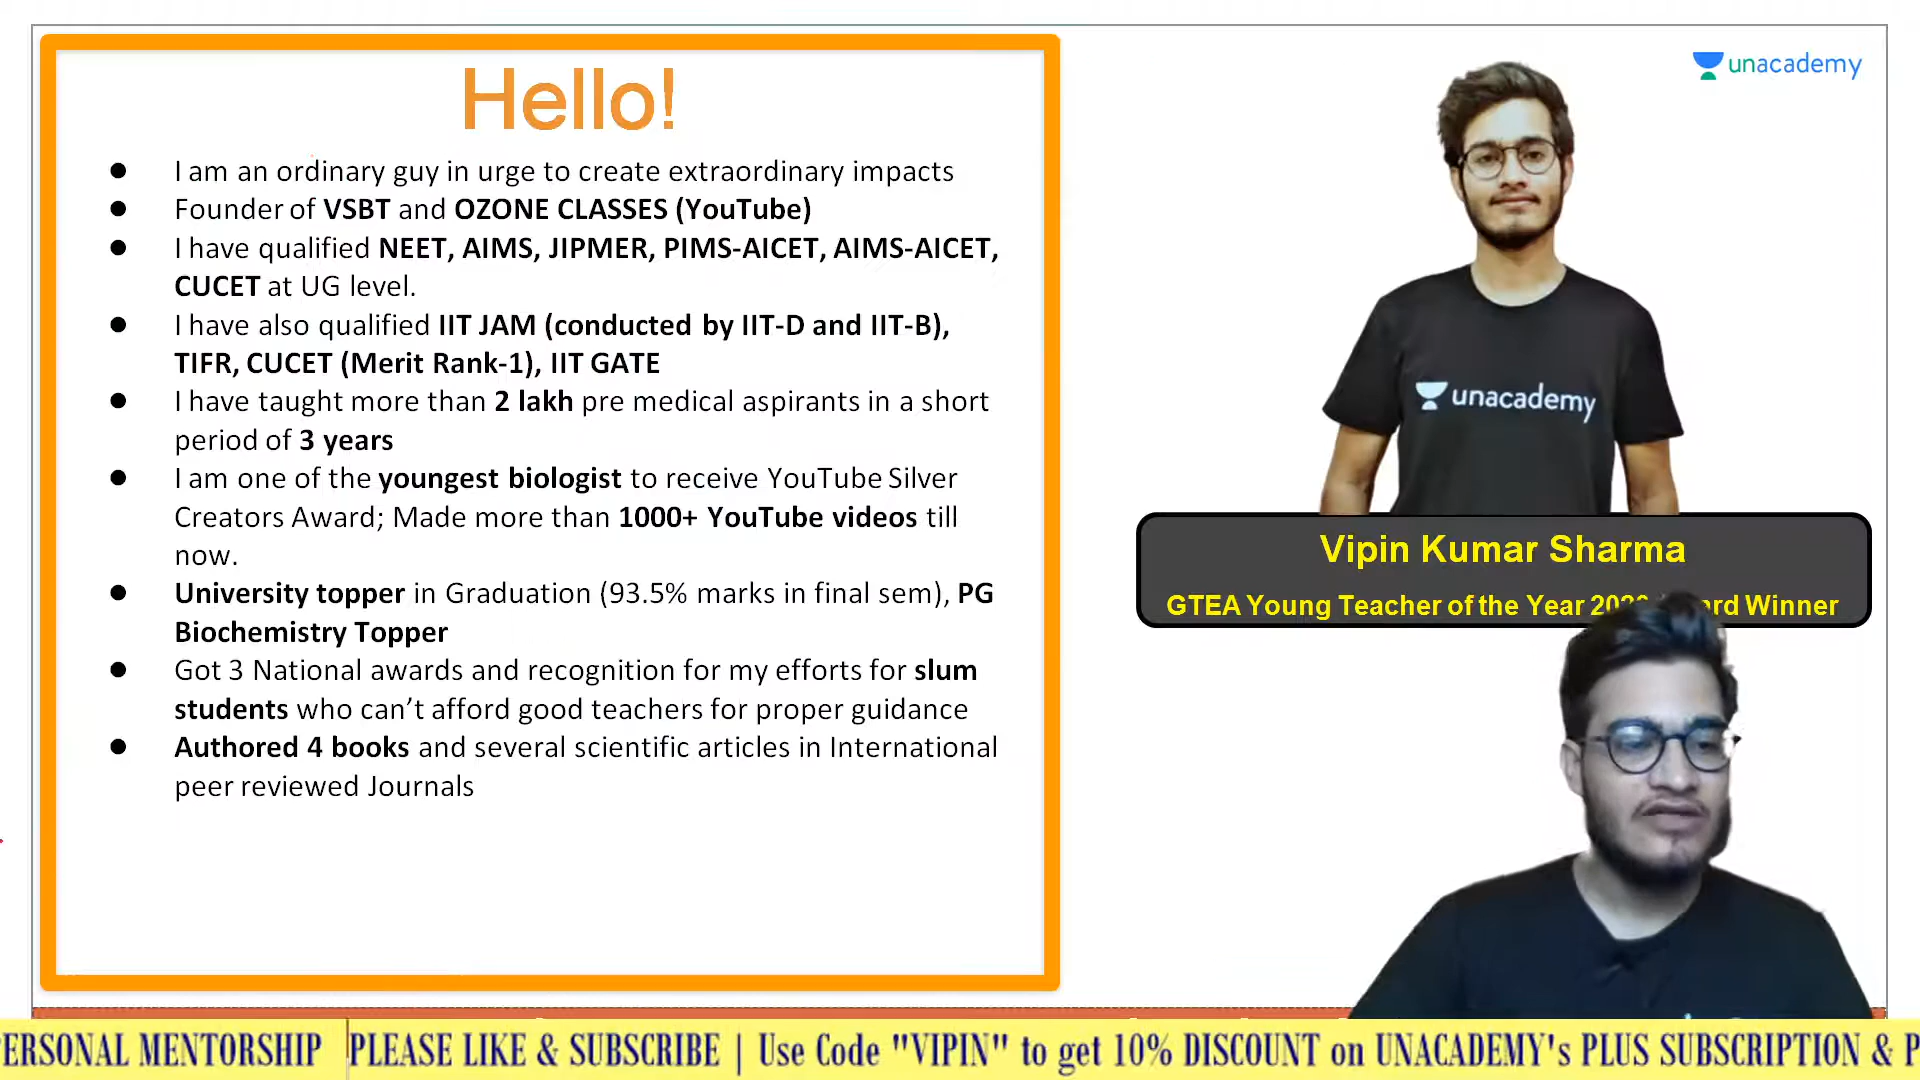 Hello!
I am an ordinary guy in urge to create extraordinary impacts
Founder of VSBT and OZONE CLASSES (YouTube)
I have qualified NEET, AIMS, JIPMER, PIMS-AICET, AIMS-AICET,
CUCET at UG level.
I have also qualified IIT JAM (conducted by IIT-D and IIT-B),
TIFR, CUCET (Merit Rank-1), IIT GATE
I have taught more than 2 lakh pre medical aspirants in a short
period of 3 years
I am one of the youngest biologist to receive YouTube Silver
Creators Award; Made more than 1000+ YouTube videos till
now.
University topper in Graduation (93.5% marks in final sem), PG
Biochemistry Topper
Got 3 National awards and recognition for my efforts for slum
students who can’t afford good teachers for proper guidance
Authored 4 books and several scientific articles in International
peer reviewed Journals
unacademy
unacademy
Vipin Kumar Sharma
GTEA Young Teacher of the Year Winner
PERSONAL MENTORSHIP PLEASE LIKE & SUBSCRIBE | Use Code "VIPIN" to get 10% DISCOUNT on UNACADEMY's PLUS SUBSCRIPTION & P